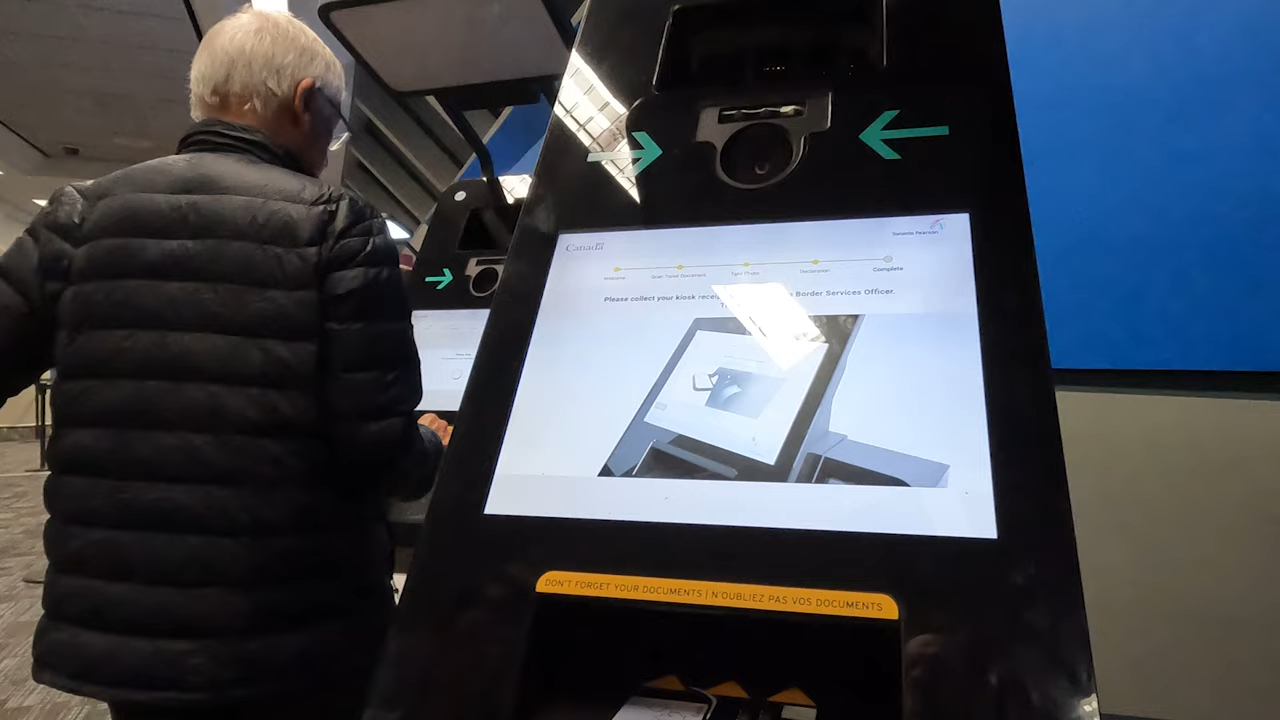 Canada
Toronto Pearson
Welcome
Scan Travel Document
Take Photo
Declaration
Complete
Please collect your kiosk Border Services Officer.
DON'T FORGET YOUR DOCUMENTS | N'OUBLIEZ PAS VOS DOCUMENTS